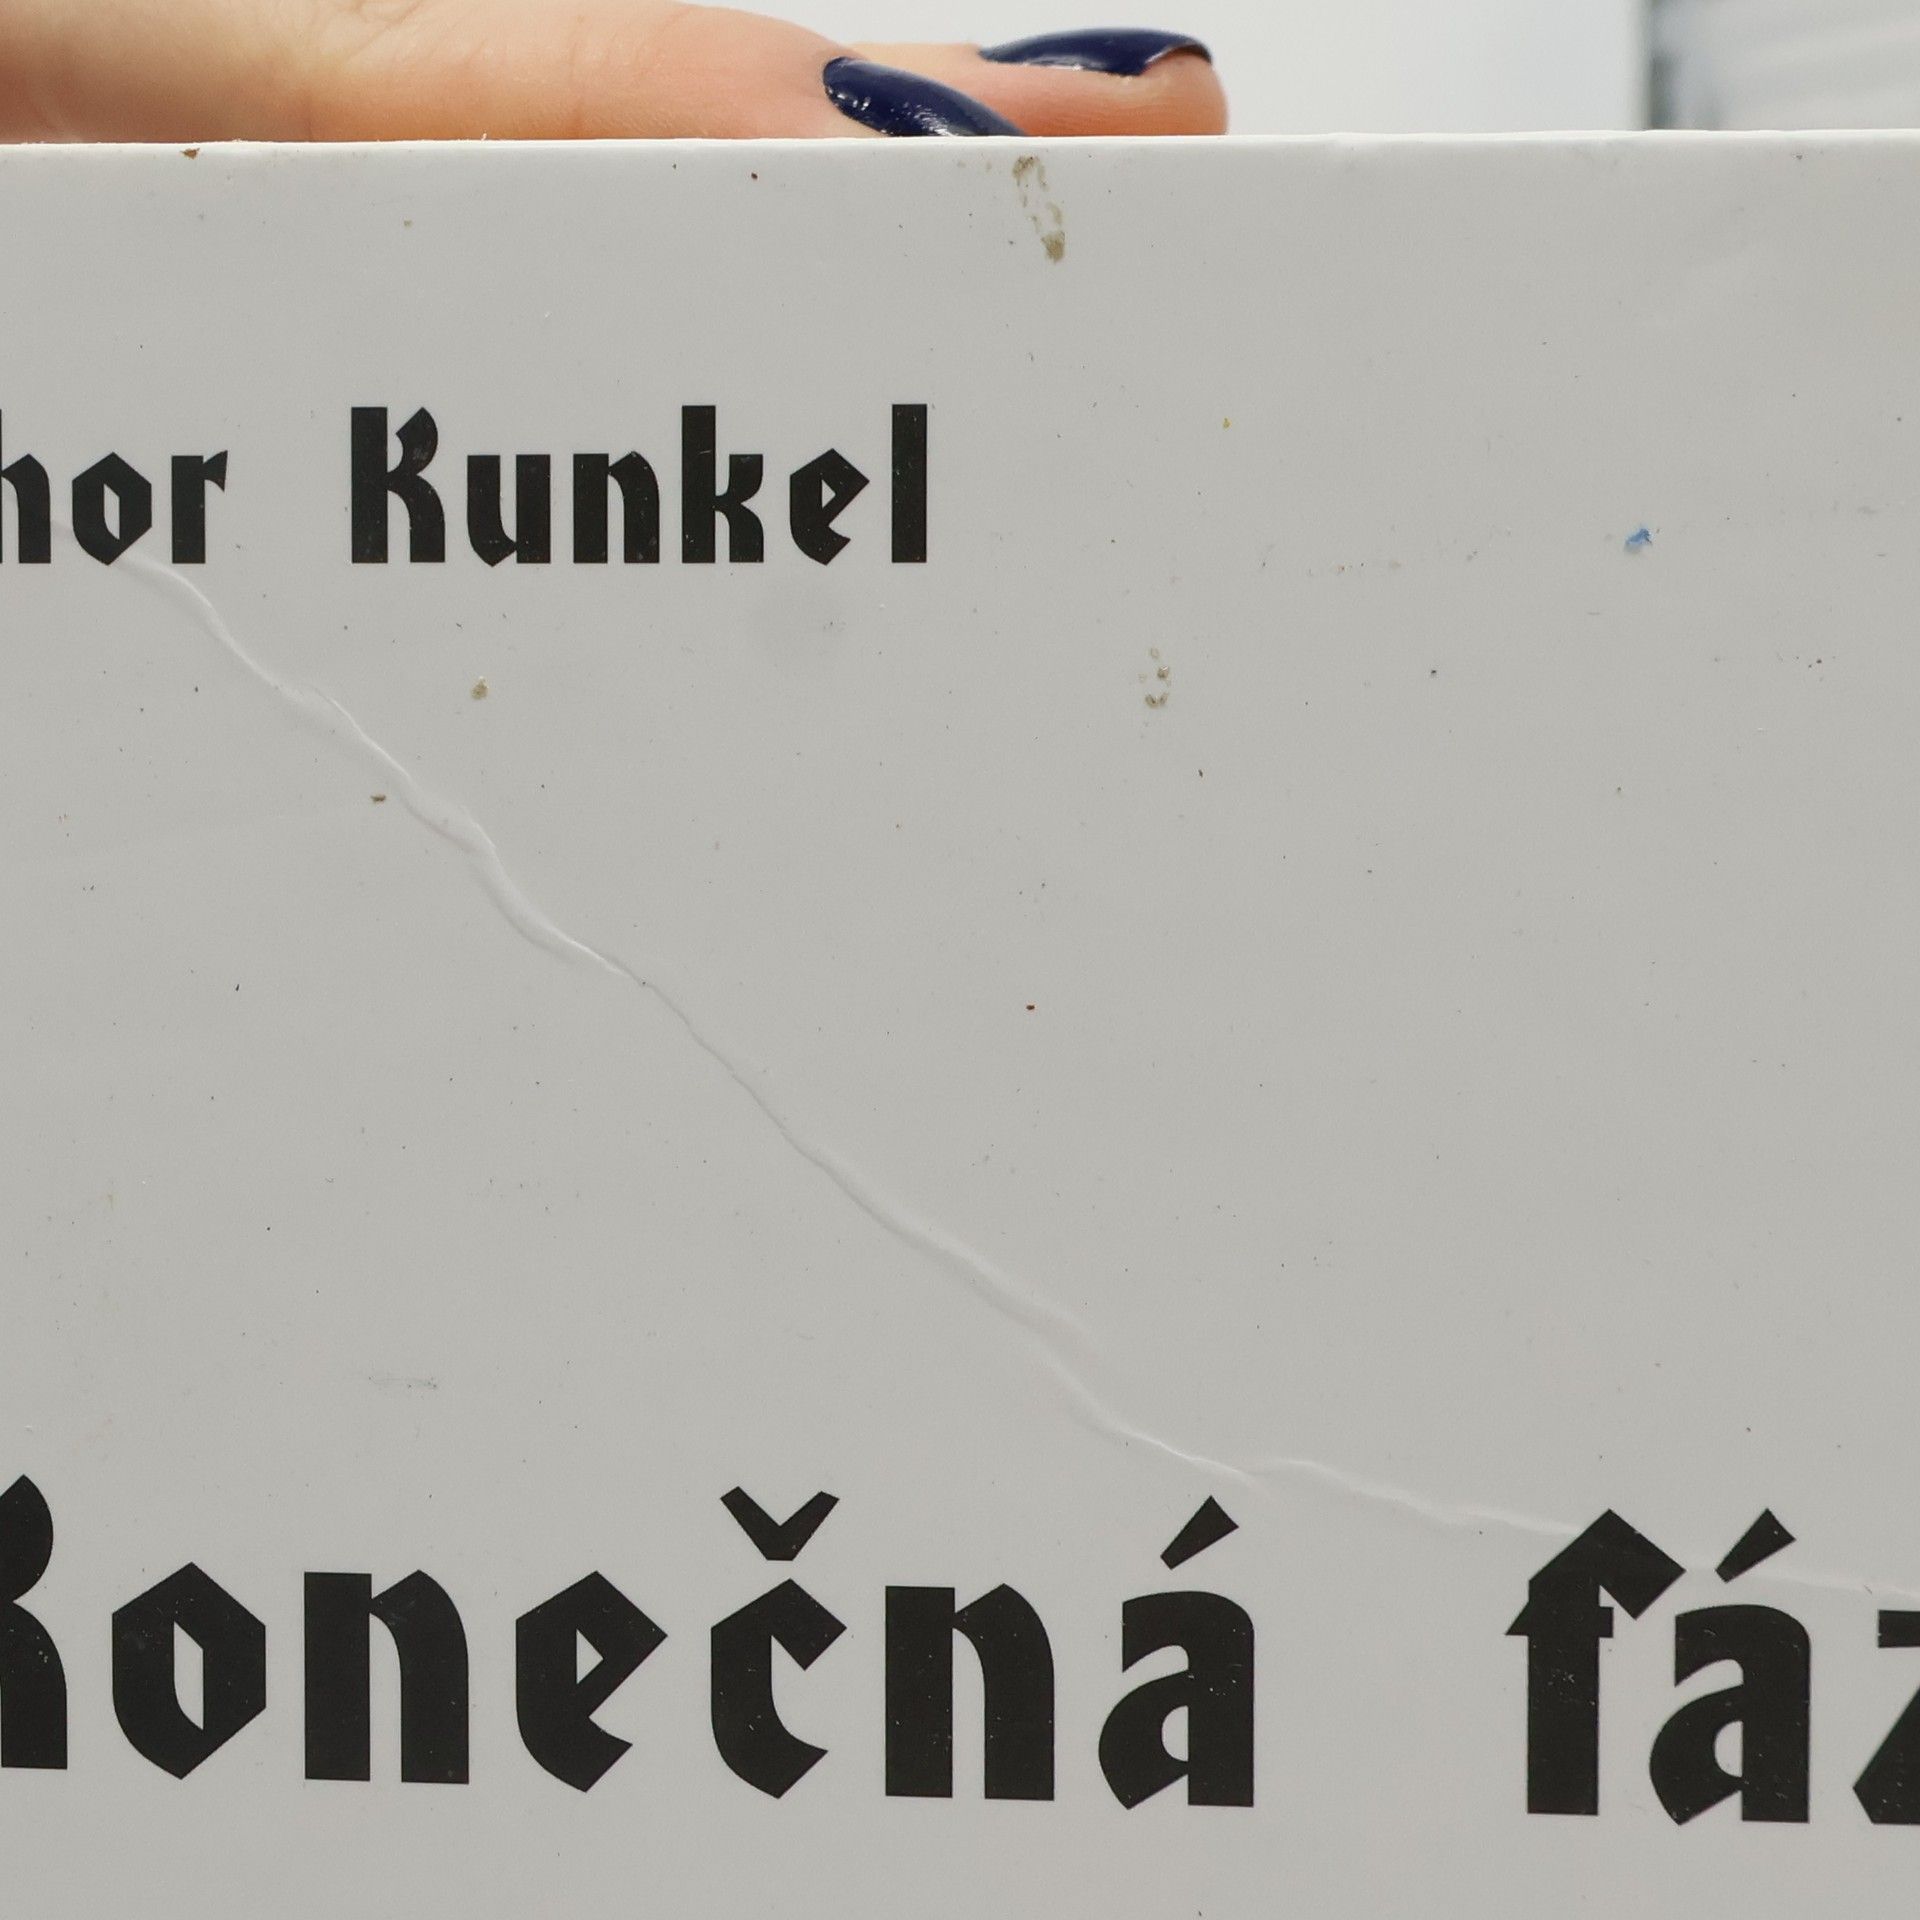 hor Kunkel
Konečná fáz